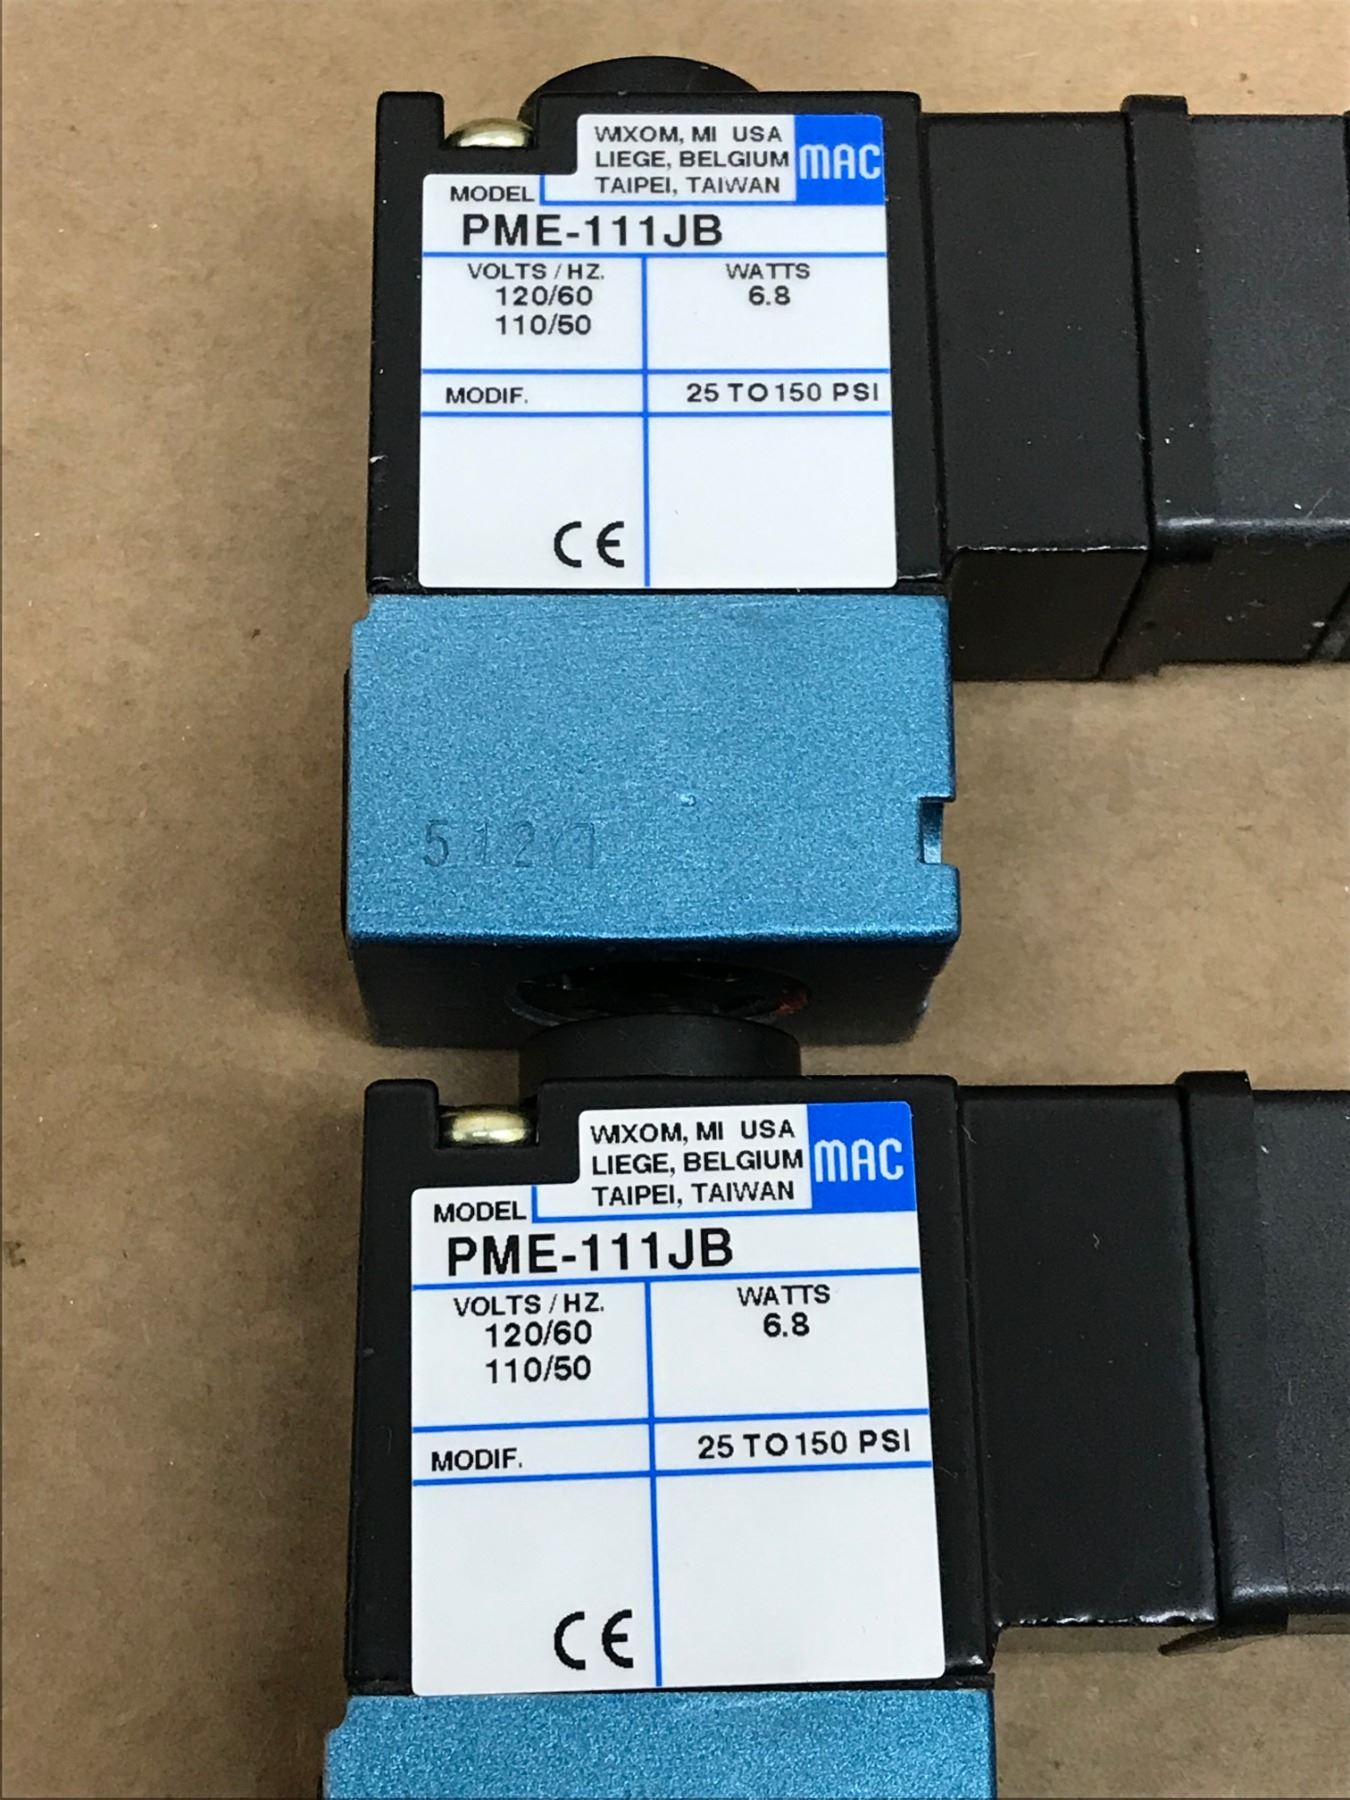 WIXOM, MI USA
LIEGE, BELGIUM
TAIPEI, TAIWAN
MAC
MODEL
PME-111JB
VOLTS / HZ.
120/60
110/50
WATTS
6.8
MODIF.
25 TO 150 PSI
CE
WIXOM, MI USA
LIEGE, BELGIUM
TAIPEI, TAIWAN
MAC
MODEL
PME-111JB
VOLTS / HZ.
120/60
110/50
WATTS
6.8
MODIF.
25 TO 150 PSI
CE